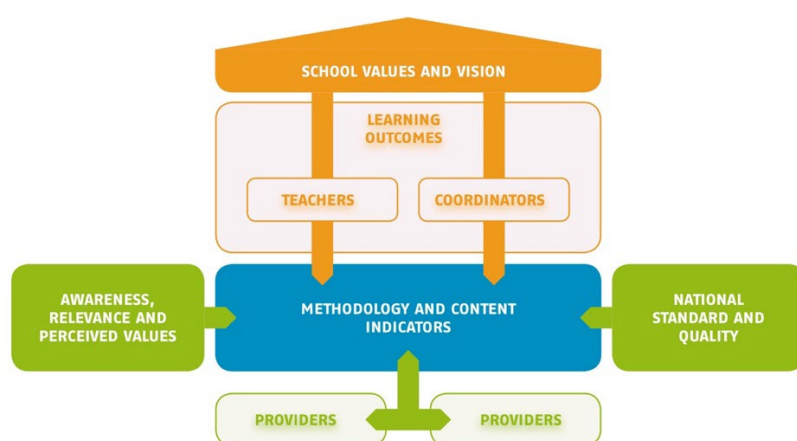 SCHOOL VALUES AND VISION
LEARNING
OUTCOMES
TEACHERS
COORDINATORS
AWARENESS,
RELEVANCE AND
PERCEIVED VALUES
METHODOLOGY AND CONTENT
INDICATORS
NATIONAL
STANDARD AND
QUALITY
PROVIDERS
PROVIDERS